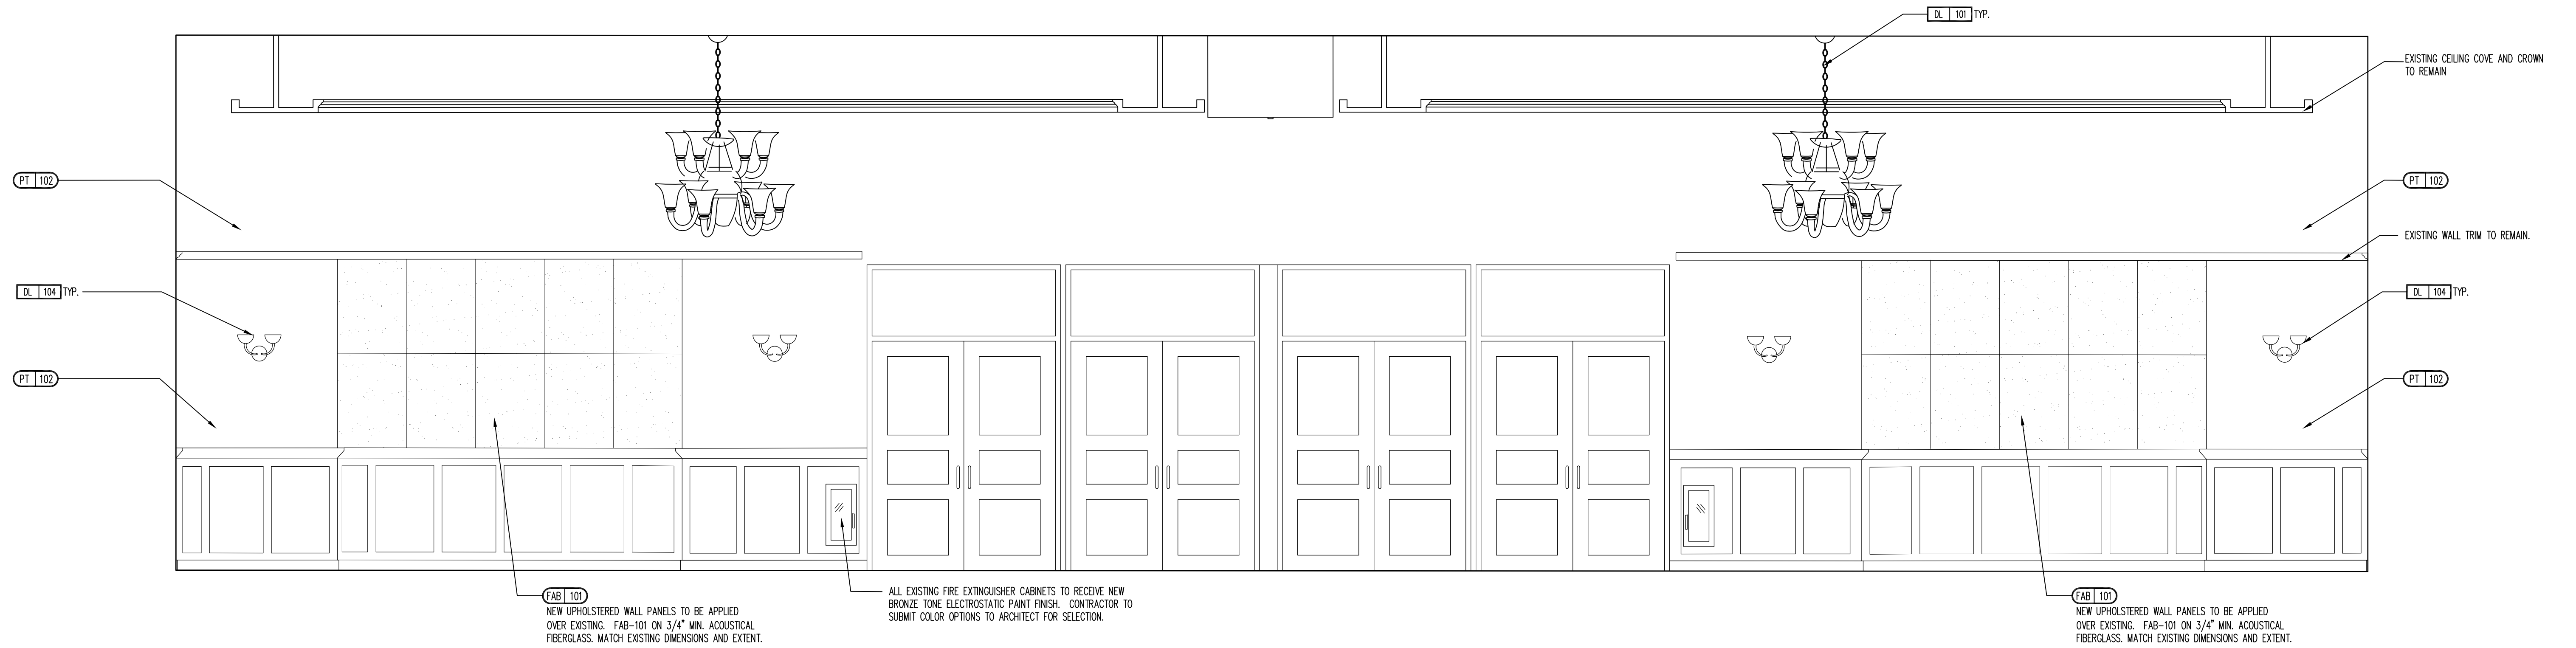 DL 101 TYP.
EXISTING CEILING COVE AND CROWN
TO REMAIN
PT 102
PT 102
EXISTING WALL TRIM TO REMAIN.
DL 104 TYP.
DL 104 TYP.
PT 102
PT 102
FAB 101
NEW UPHOLSTERED WALL PANELS TO BE APPLIED
OVER EXISTING. FAB-101 ON 3/4" MIN. ACOUSTICAL
FIBERGLASS. MATCH EXISTING DIMENSIONS AND EXTENT.
ALL EXISTING FIRE EXTINGUISHER CABINETS TO RECEIVE NEW
BRONZE TONE ELECTROSTATIC PAINT FINISH. CONTRACTOR TO
SUBMIT COLOR OPTIONS TO ARCHITECT FOR SELECTION.
FAB 101
NEW UPHOLSTERED WALL PANELS TO BE APPLIED
OVER EXISTING. FAB-101 ON 3/4" MIN. ACOUSTICAL
FIBERGLASS. MATCH EXISTING DIMENSIONS AND EXTENT.